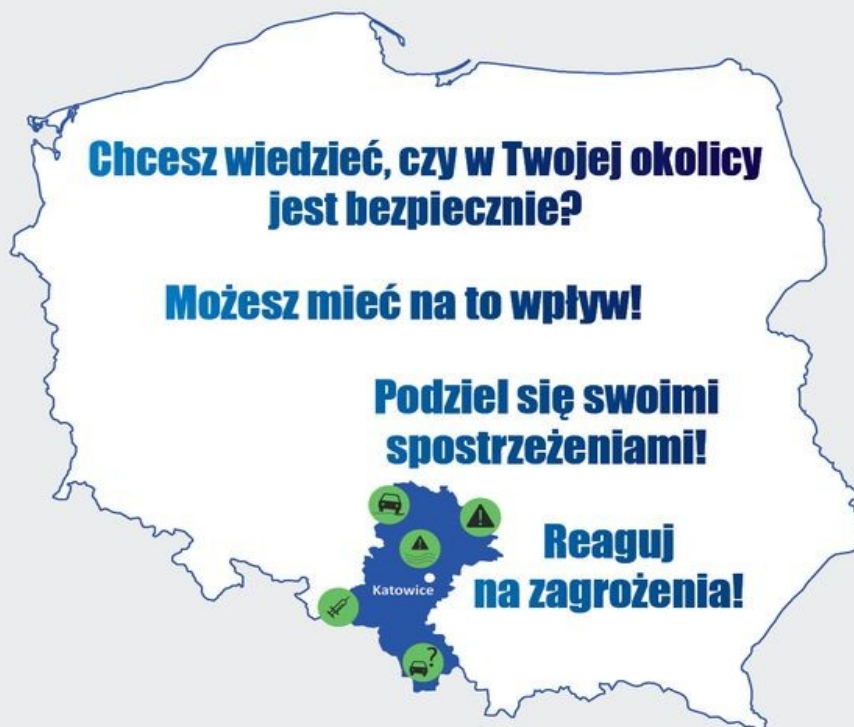 Chcesz wiedzieć, czy w Twojej okolicy
jest bezpiecznie?
Możesz mieć na to wpływ!
Podziel się swoimi
spostrzeżeniami!
Reaguj
na zagrożenia!
Katowice
?